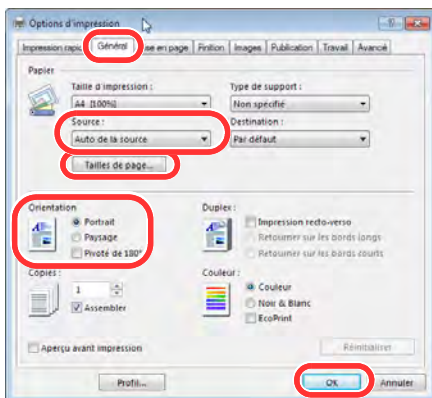 Options d'impression
Impression rapide Général Mise en page Finition Images Publication Travail Avancé
Papier
Taille d'impression : Type de support :
A4 [100%] Non spécifié
Source : Destination :
Auto de la source Par défaut
Tailles de page...
Orientation Duplex :
Portrait Impression recto-verso
Paysage Retourner sur les bords longs
Pivoté de 180° Retourner sur les bords courts
Copies : Couleur :
1 Couleur
Assembler Noir & Blanc
EcoPrint
Aperçu avant impression Réinitialiser
Profil... OK Annuler